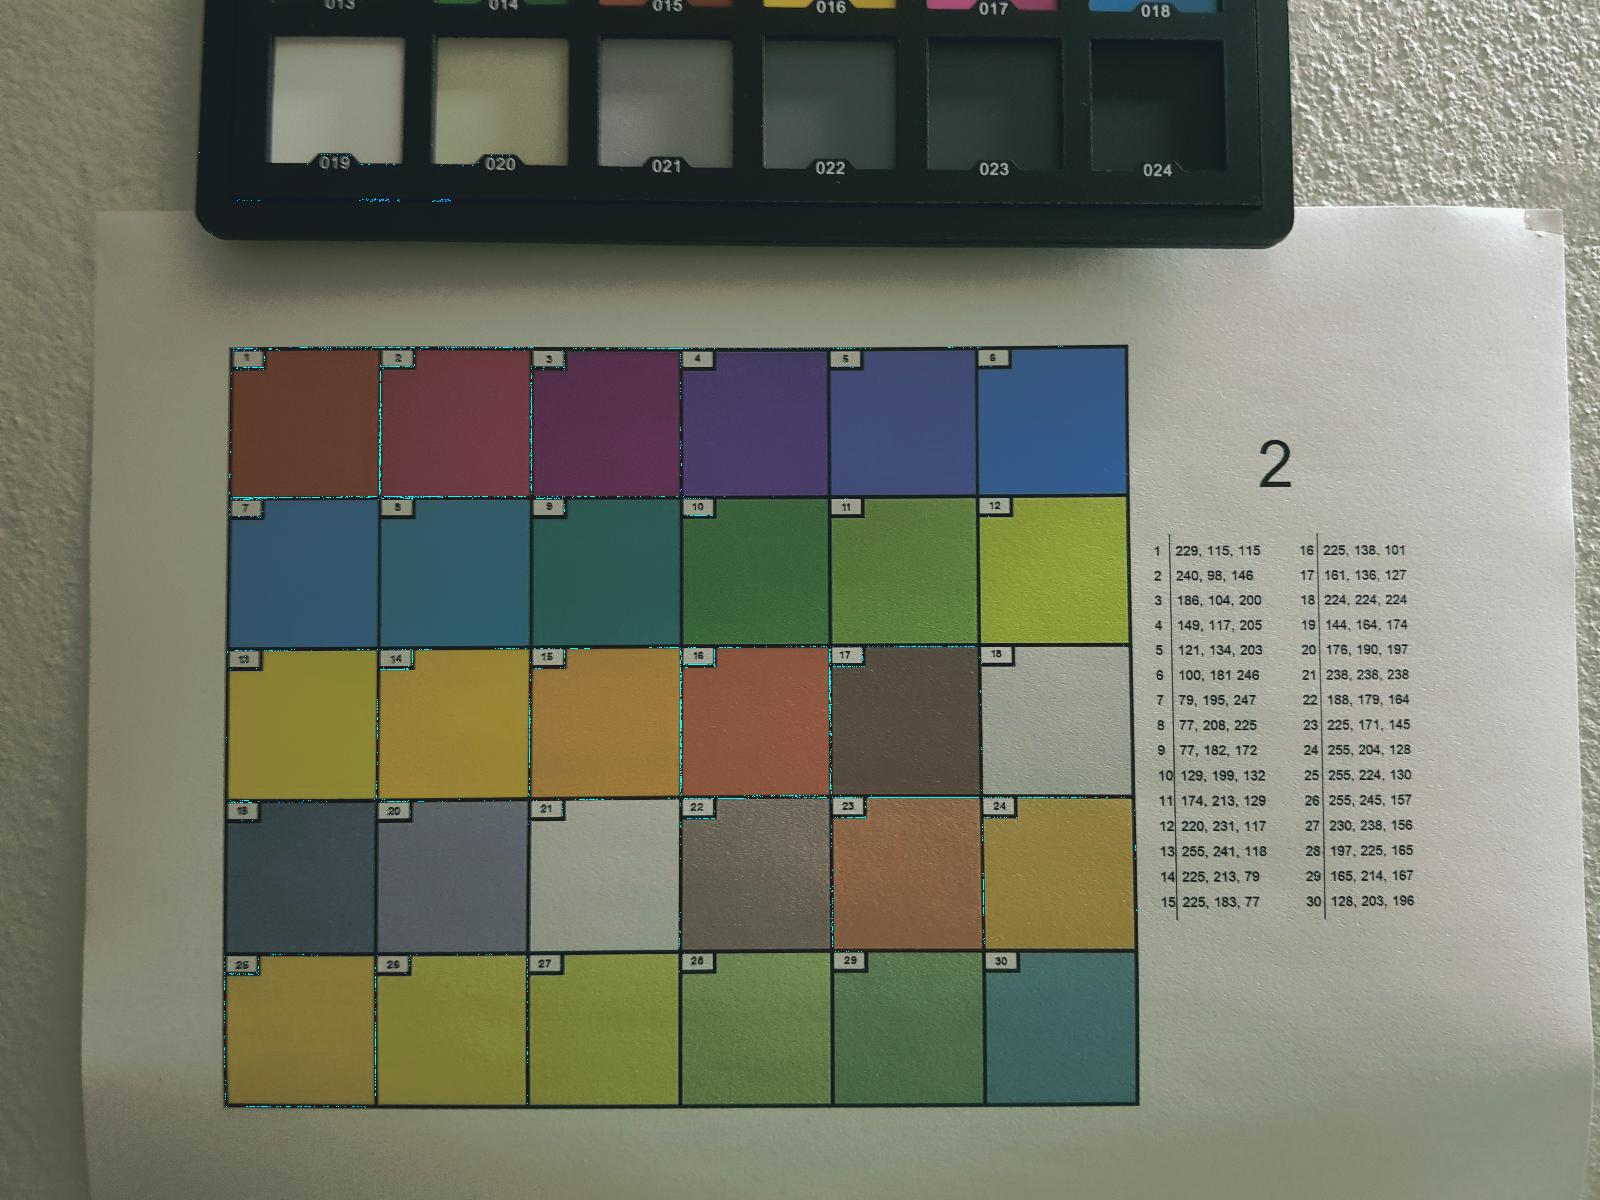 013 014 015 016 017 018
019 020 021 022 023 024
1 2 3 4 5 6
7 8 9 10 11 12
13 14 15 16 17 18
19 20 21 22 23 24
25 26 27 28 29 30
2
1 229, 115, 115
2 240, 98, 146
3 186, 104, 200
4 149, 117, 205
5 121, 134, 203
6 100, 181 246
7 79, 195, 247
8 77, 208, 225
9 77, 182, 172
10 129, 199, 132
11 174, 213, 129
12 220, 231, 117
13 255, 241, 118
14 225, 213, 79
15 225, 183, 77
16 225, 138, 101
17 161, 136, 127
18 224, 224, 224
19 144, 164, 174
20 176, 190, 197
21 238, 238, 238
22 188, 179, 164
23 225, 171, 145
24 255, 204, 128
25 255, 224, 130
26 255, 245, 157
27 230, 238, 156
28 197, 225, 165
29 165, 214, 167
30 128, 203, 196